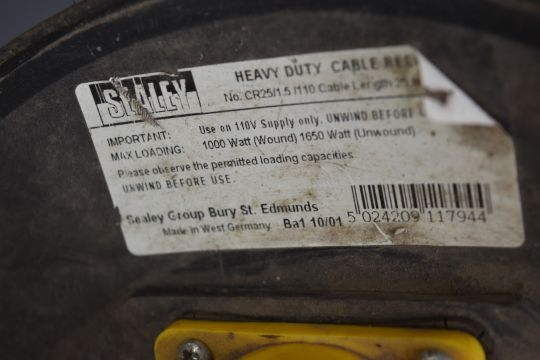 SEALEY
HEAVY DUTY CABLE
No. CR25/1.5/110 Cable Length
IMPORTANT: Use on 110V Supply only. UNWIND BEFORE
MAX LOADING: 1000 Watt (Wound) 1650 Watt (Unwound)
Please observe the permitted loading capacities.
UNWIND BEFORE USE.
Sealey Group Bury St. Edmunds
Made in West Germany Ba1 10/01
5 024209 117944